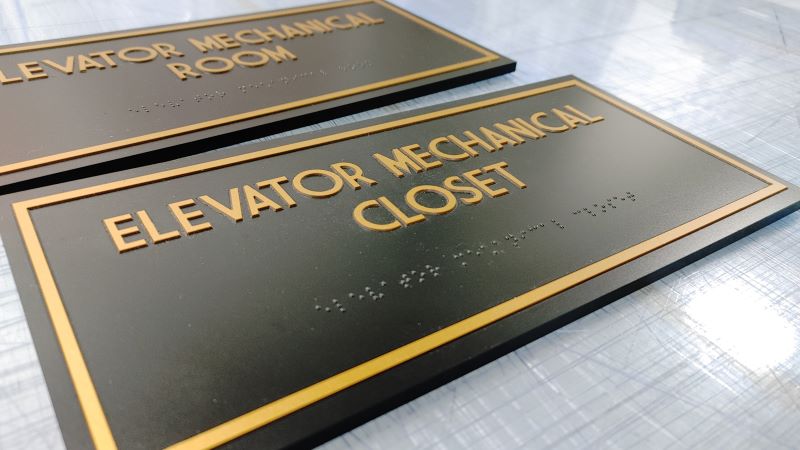 ELEVATOR MECHANICAL
ROOM
ELEVATOR MECHANICAL
CLOSET